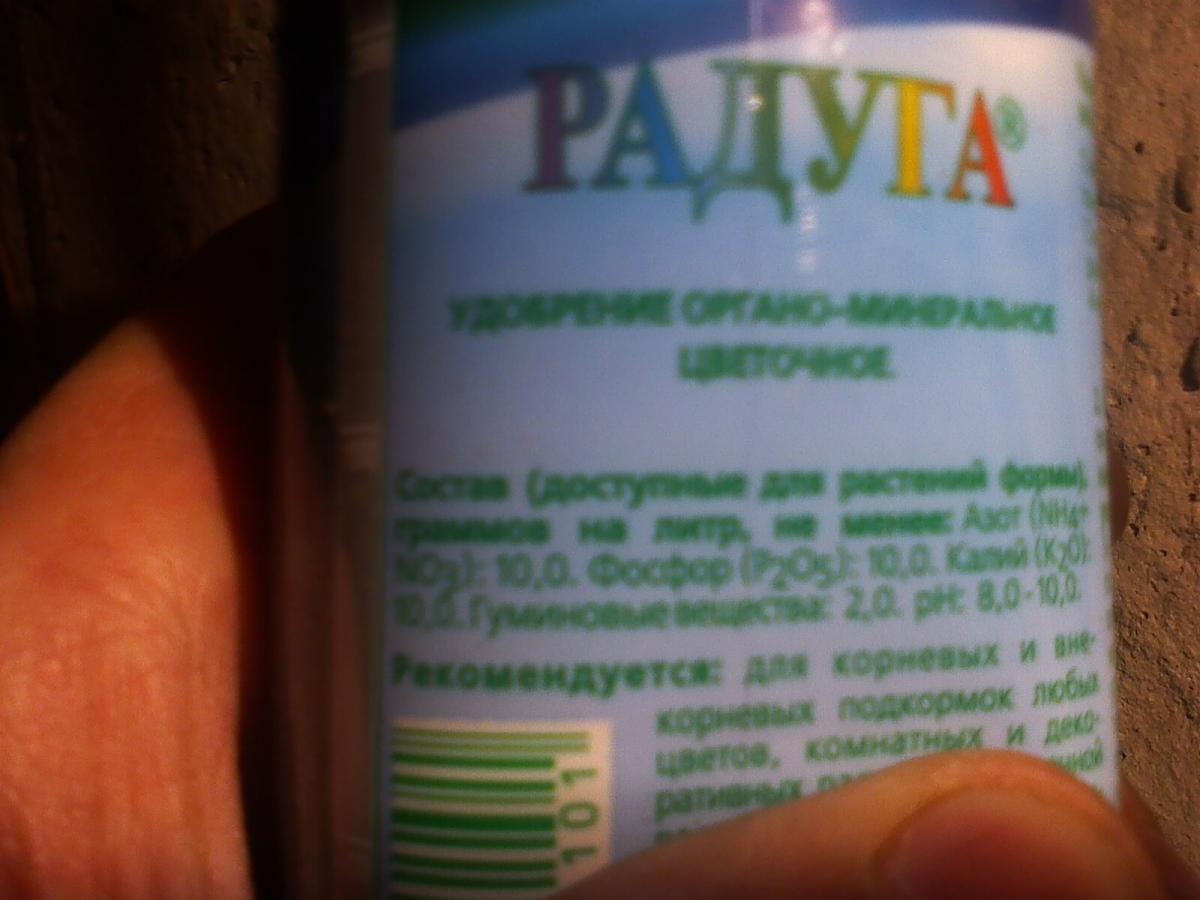 РАДУГА®
УДОБРЕНИЕ ОРГАНО-МИНЕРАЛЬНОЕ
ЦВЕТОЧНОЕ.
Состав (доступные для растений формы),
граммов на литр, не менее: Азот (NH4+
NO3): 10,0. Фосфор (P2O5): 10,0. Калий (K2O):
10,0. Гуминовые вещества: 2,0. pH: 8,0-10,0.
Рекомендуется: для корневых и вне-
корневых подкормок любых
цветов, комнатных и деко-
ративных
101